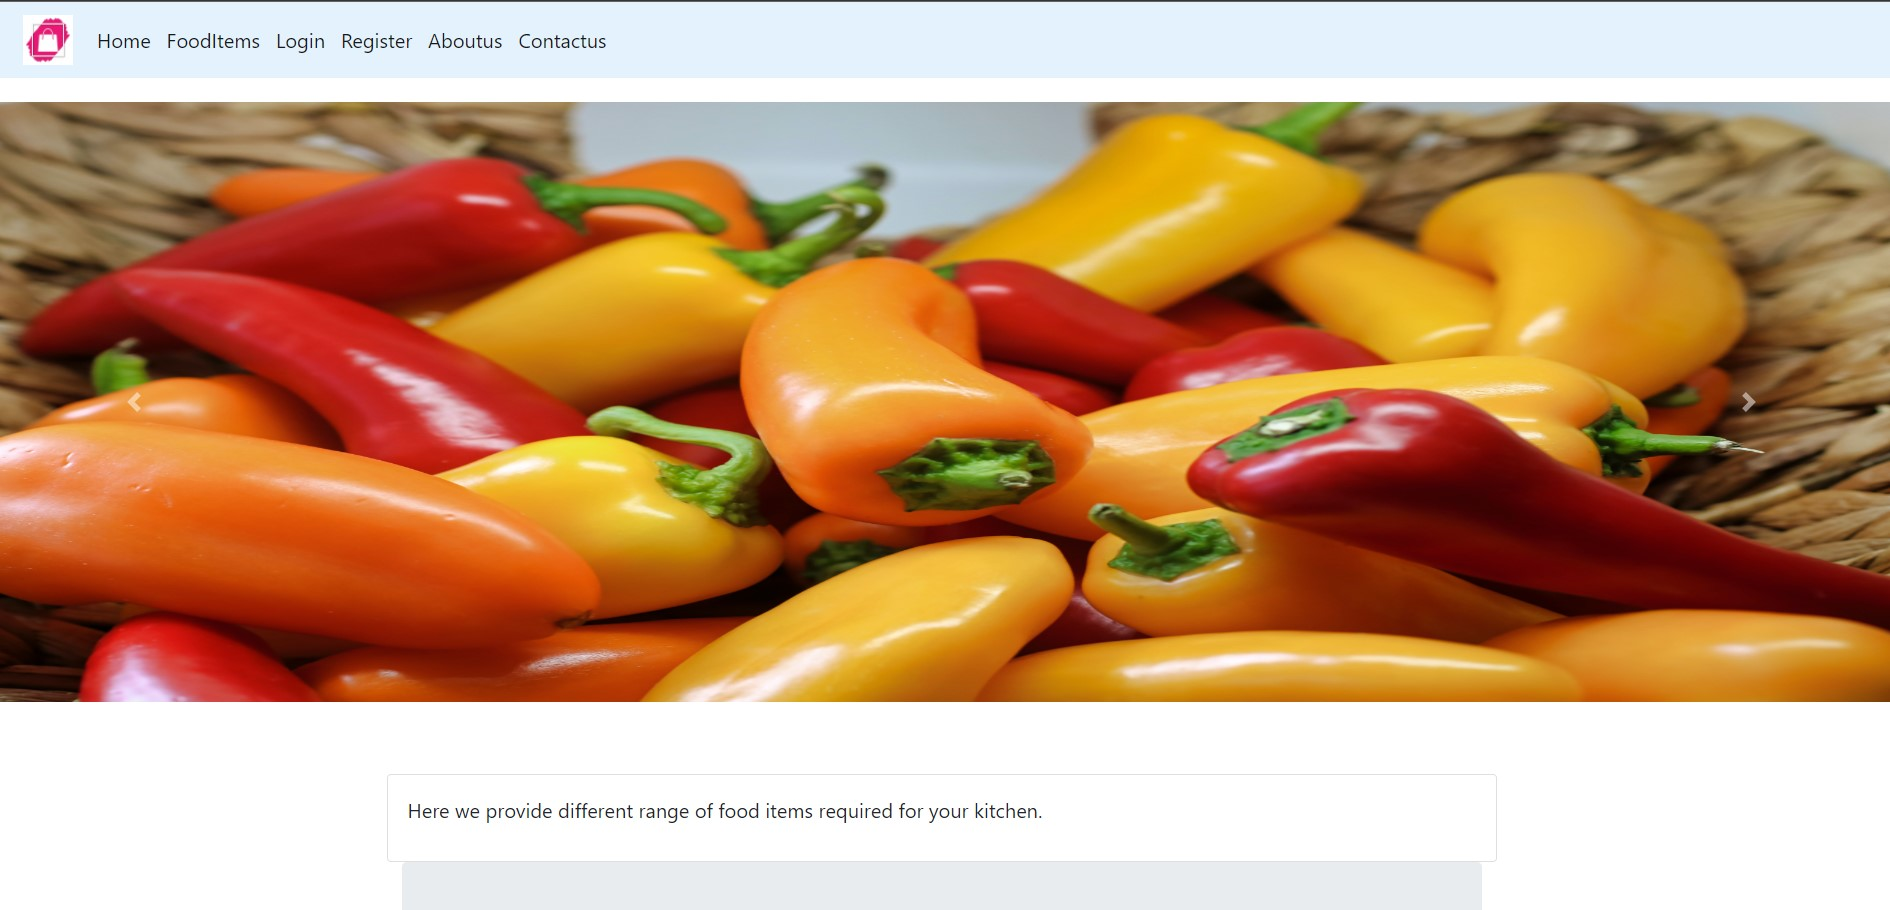 Home FoodItems Login Register Aboutus Contactus
Here we provide different range of food items required for your kitchen.